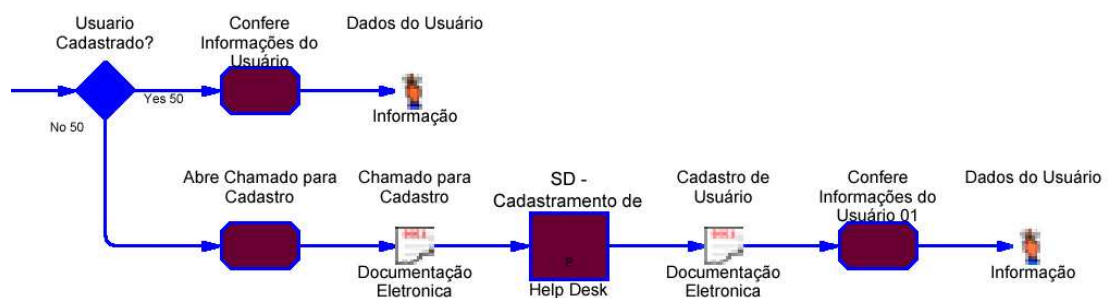 Usuario
Cadastrado?
Confere
Informações do
Usuário
Dados do Usuário
Yes 50
No 50
Informação
Abre Chamado para
Cadastro
Chamado para
Cadastro
SD -
Cadastramento de
Cadastro de
Usuário
Confere
Informações do
Usuário 01
Dados do Usuário
Documentação
Eletronica
Help Desk
Documentação
Eletronica
Informação